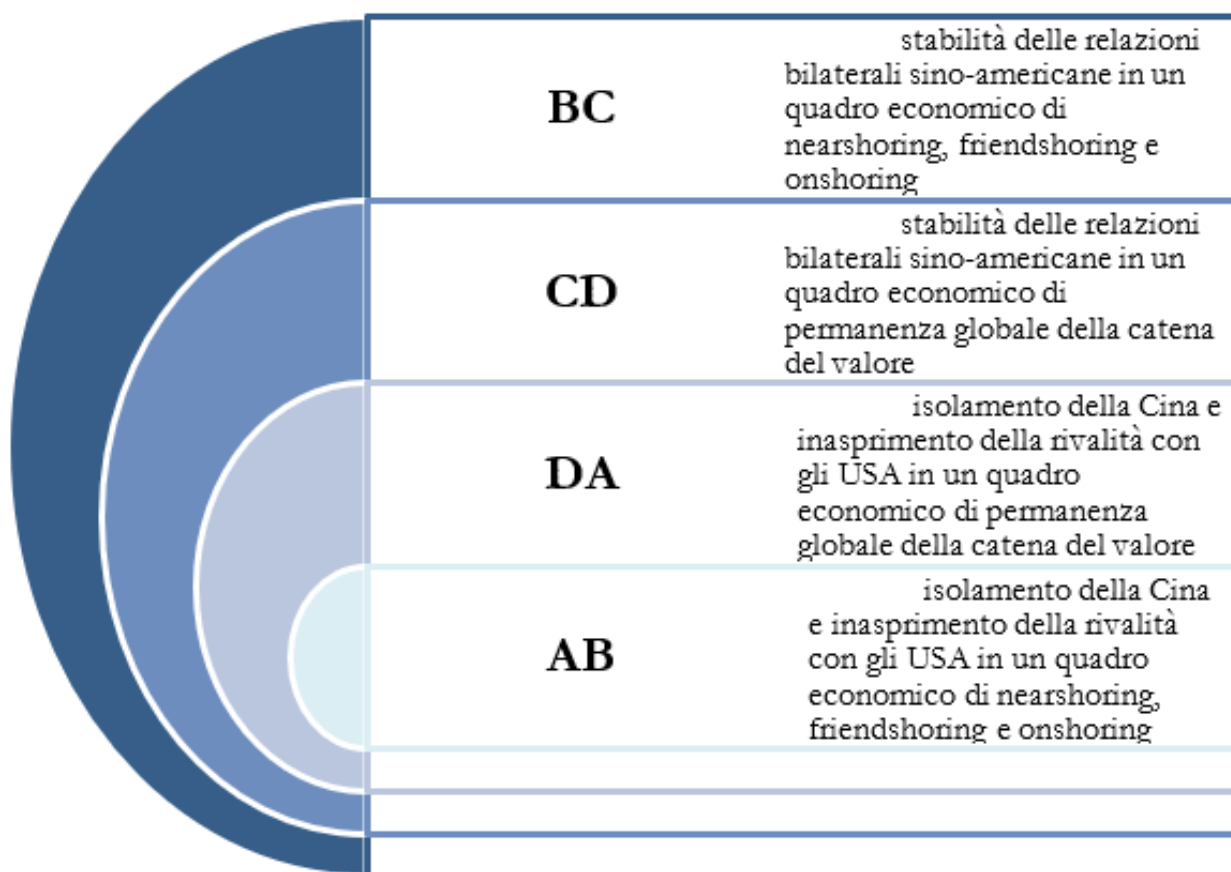 BC
stabilità delle relazioni
bilaterali sino-americane in un
quadro economico di
nearshoring, friendshoring e
onshoring
CD
stabilità delle relazioni
bilaterali sino-americane in un
quadro economico di
permanenza globale della catena
del valore
DA
isolamento della Cina e
inasprimento della rivalità con
gli USA in un quadro
economico di permanenza
globale della catena del valore
AB
isolamento della Cina
e inasprimento della rivalità
con gli USA in un quadro
economico di nearshoring,
friendshoring e onshoring